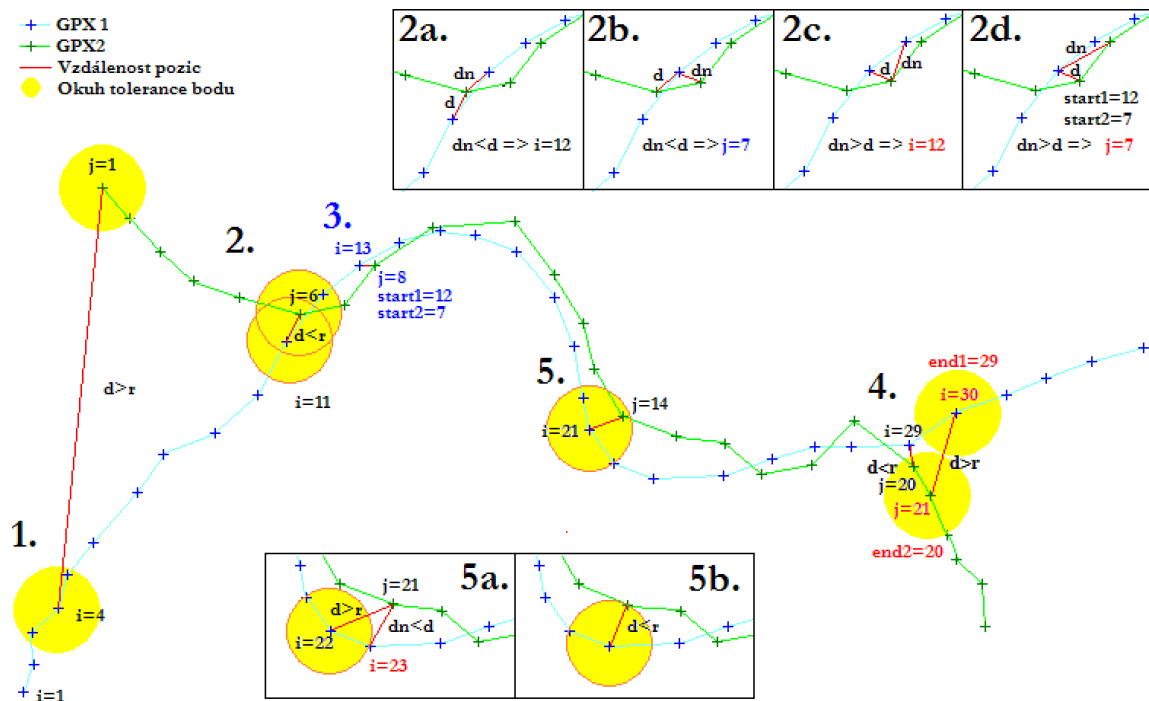 GPX 1
GPX2
Vzdálenost pozic
Okuh tolerance bodu
2a.
dn
d
dn<d => i=12
2b.
d
dn
dn<d => j=7
2c.
d
dn
dn>d => i=12
2d.
dn
d
start1=12
start2=7
dn>d => j=7
j=1
2.
3.
i=13
j=6
j=8
start1=12
start2=7
d<r
d>r
i=11
5.
j=14
i=21
4.
end1=29
i=30
i=29
d<r
d>r
j=20
j=21
end2=20
1.
i=4
i=1
5a.
j=21
d>r
dn<d
i=22
i=23
5b.
d<r